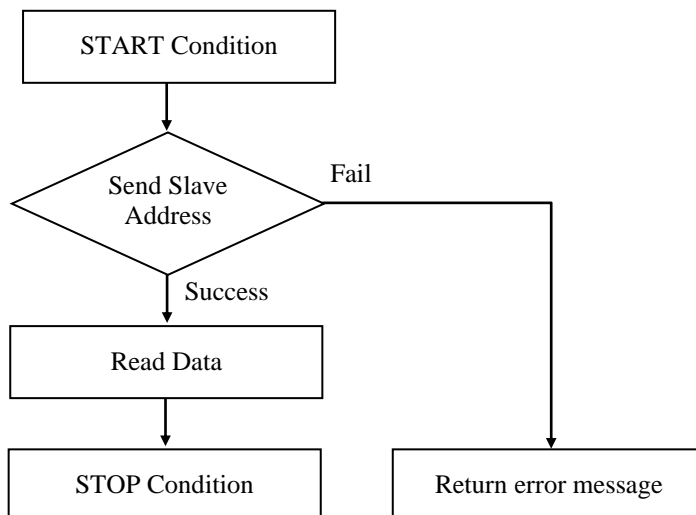 START Condition
Send Slave
Address
Fail
Success
Read Data
STOP Condition
Return error message